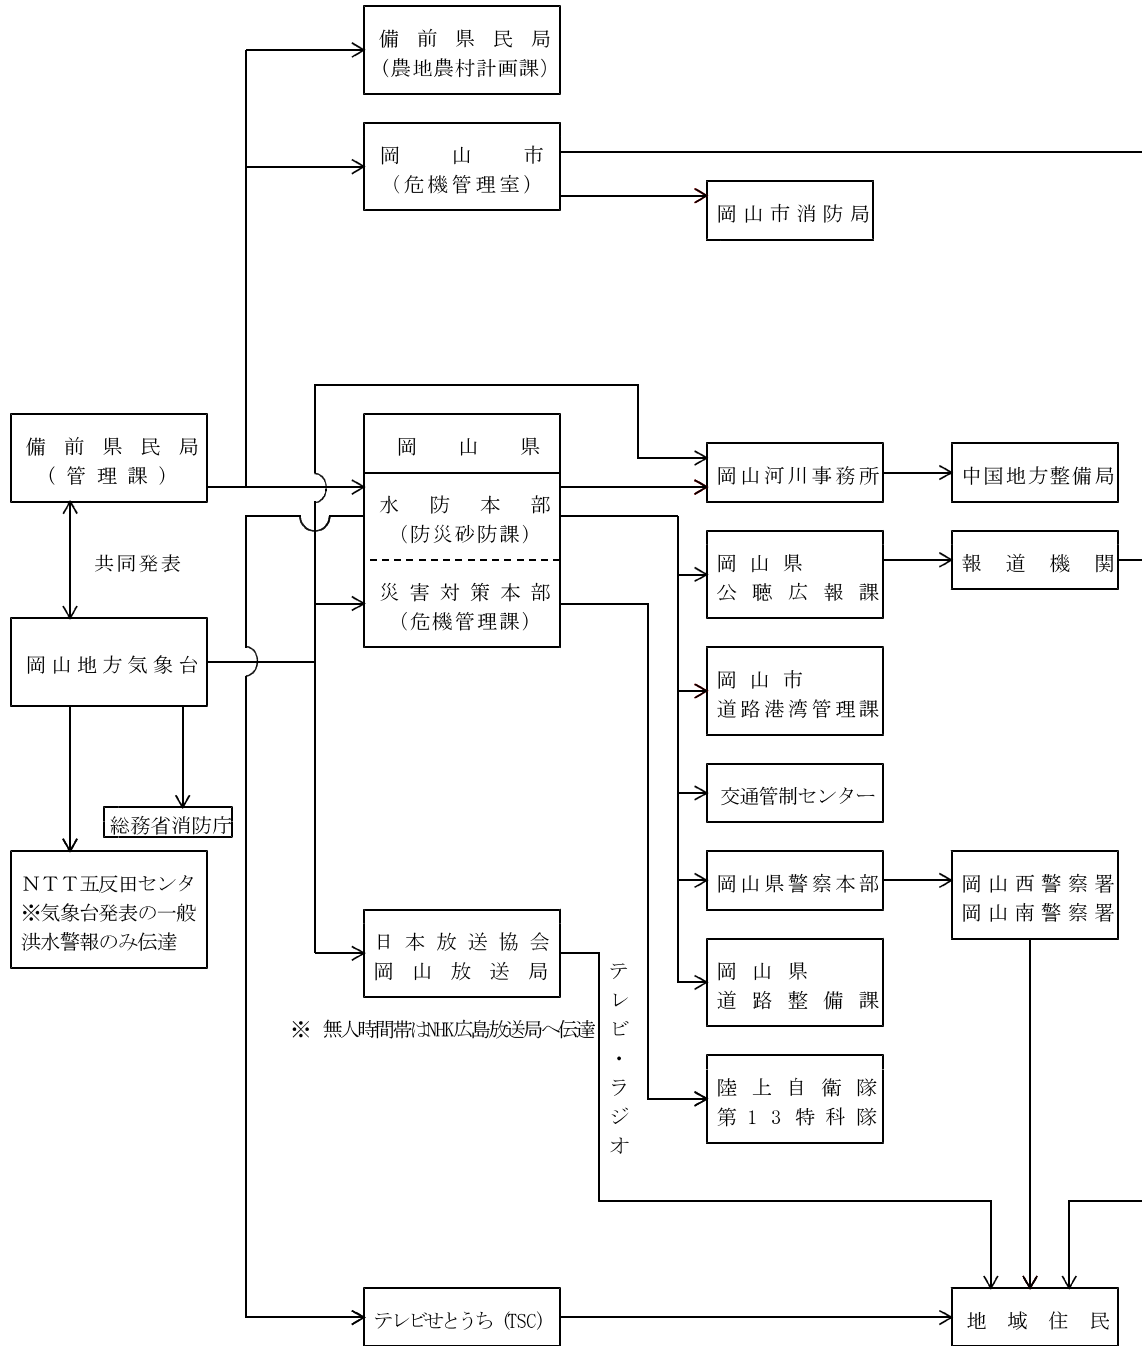 備前県民局
（農地農村計画課）
岡山市
（危機管理室）
岡山市消防局
備前県民局
（管理課）
岡山県
水防本部
（防災砂防課）
災害対策本部
（危機管理課）
岡山河川事務所
中国地方整備局
共同発表
岡山県
公聴広報課
報道機関
岡山地方気象台
岡山市
道路港湾管理課
交通管制センター
総務省消防庁
ＮＴＴ五反田センタ
※気象台発表の一般
洪水警報のみ伝達
岡山県警察本部
岡山西警察署
岡山南警察署
日本放送協会
岡山放送局
※ 無人時間帯はNHK広島放送局へ伝達
テレビ・ラジオ
岡山県
道路整備課
陸上自衛隊
第１３特科隊
テレビせとうち (TSC)
地域住民